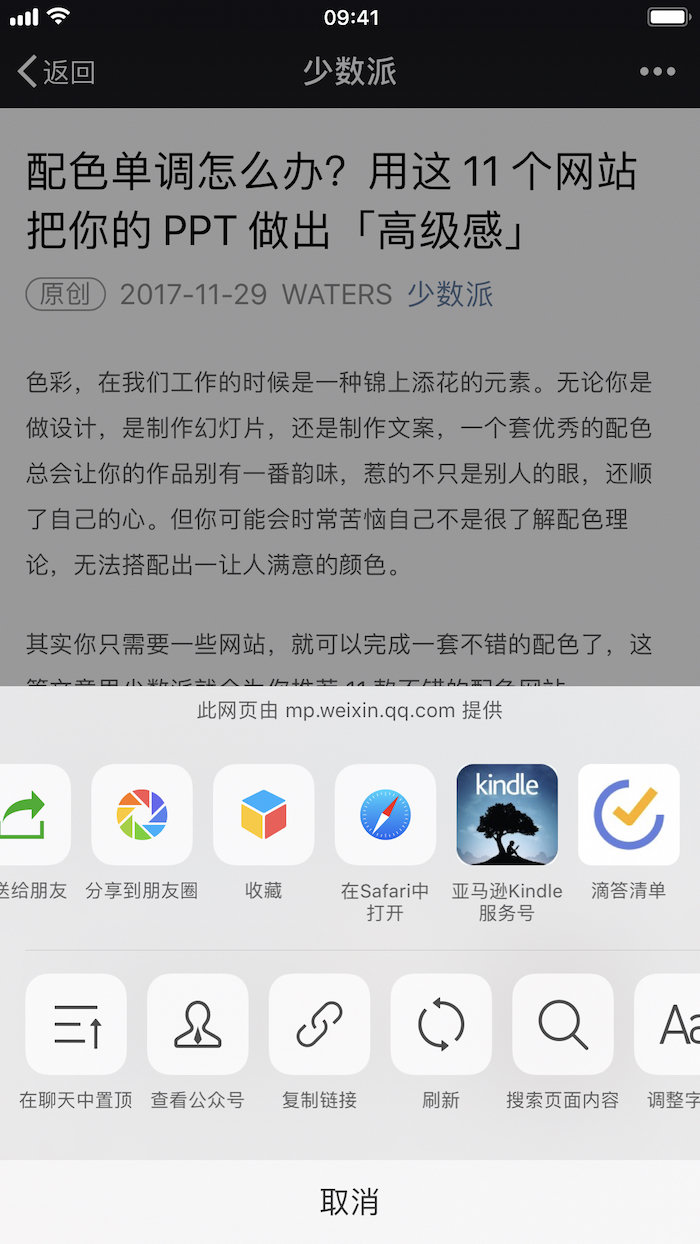 09:41
返回
少数派
配色单调怎么办？用这 11 个网站
把你的 PPT 做出「高级感」
原创 2017-11-29 WATERS 少数派
色彩，在我们工作的时候是一种锦上添花的元素。无论你是
做设计，是制作幻灯片，还是制作文案，一个套优秀的配色
总会让你的作品别有一番韵味，惹的不只是别人的眼，还顺
了自己的心。但你可能会时常苦恼自己不是很了解配色理
论，无法搭配出一让人满意的颜色。
其实你只需要一些网站，就可以完成一套不错的配色了，这
此网页由 mp.weixin.qq.com 提供
kindle
送给朋友
分享到朋友圈
收藏
在Safari中
打开
亚马逊Kindle
服务号
滴答清单
Aa
在聊天中置顶
查看公众号
复制链接
刷新
搜索页面内容
调整字
取消